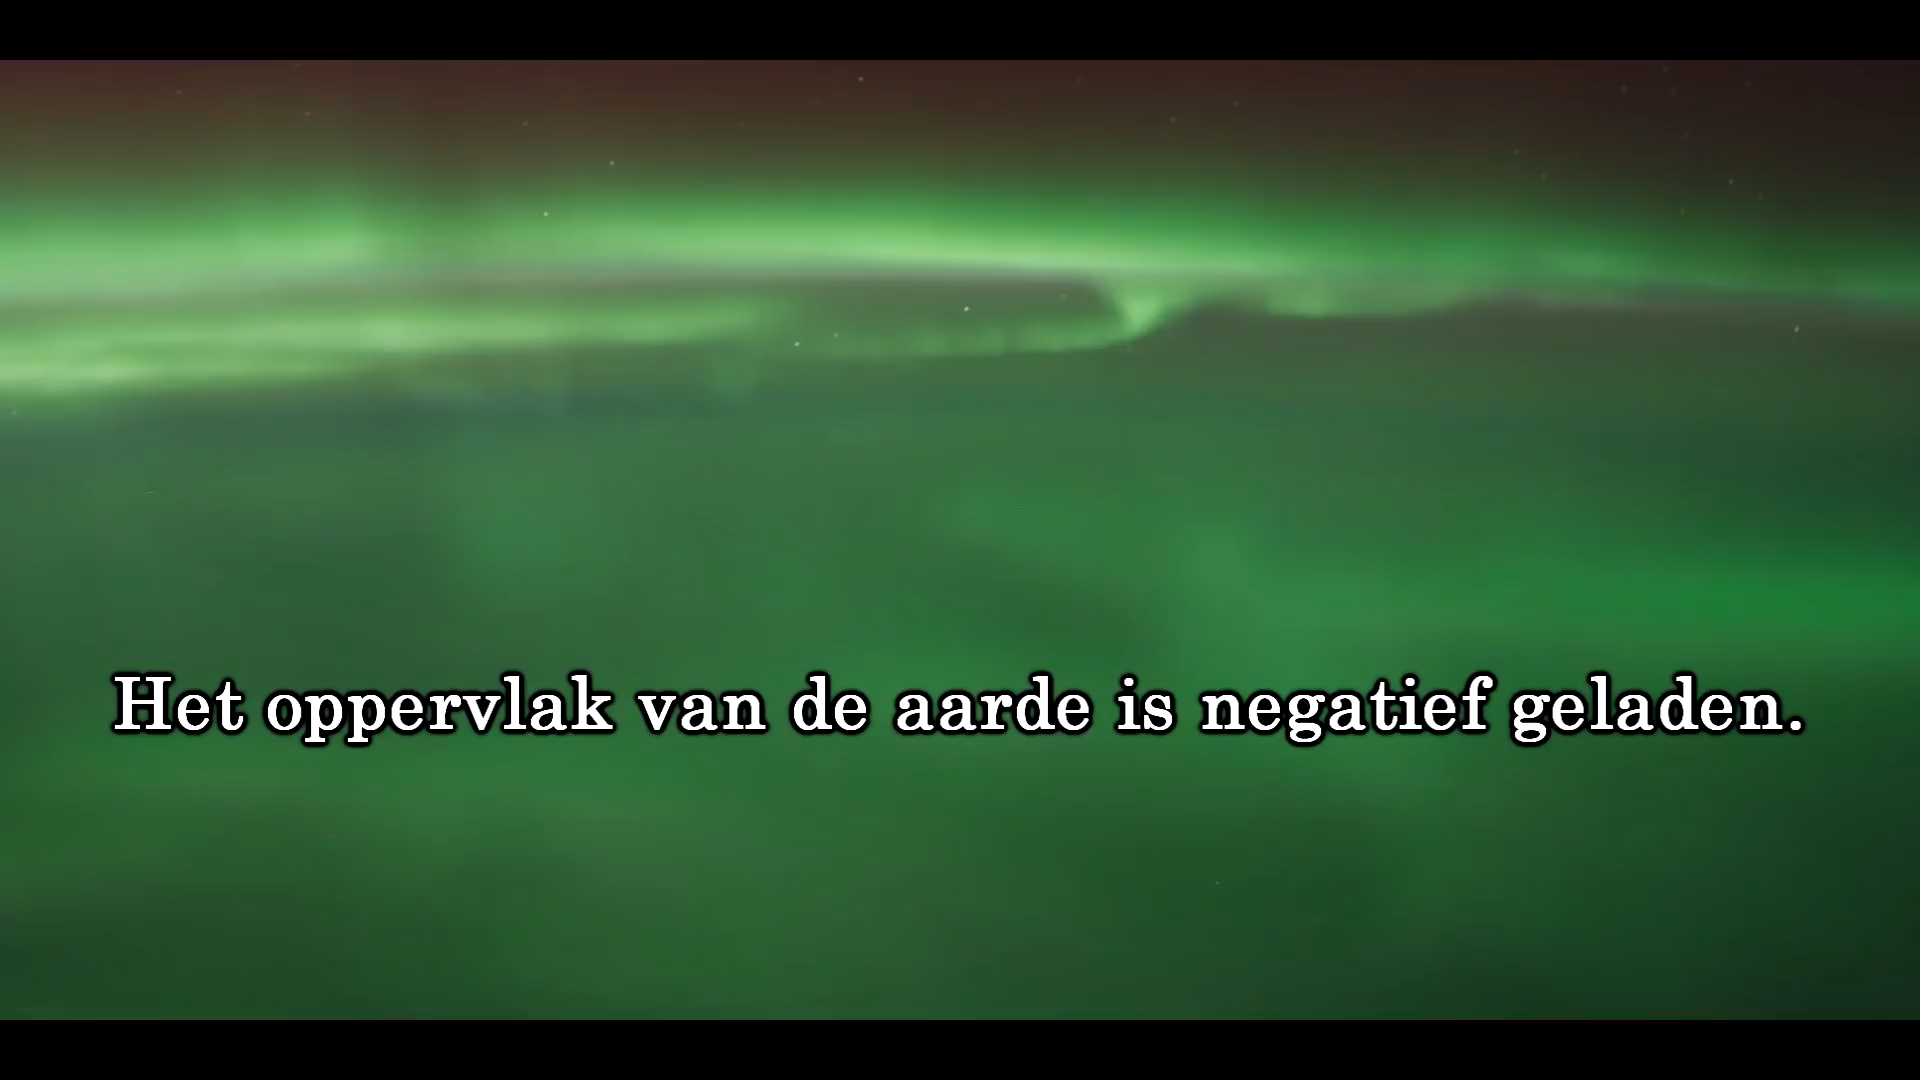 Het oppervlak van de aarde is negatief geladen.